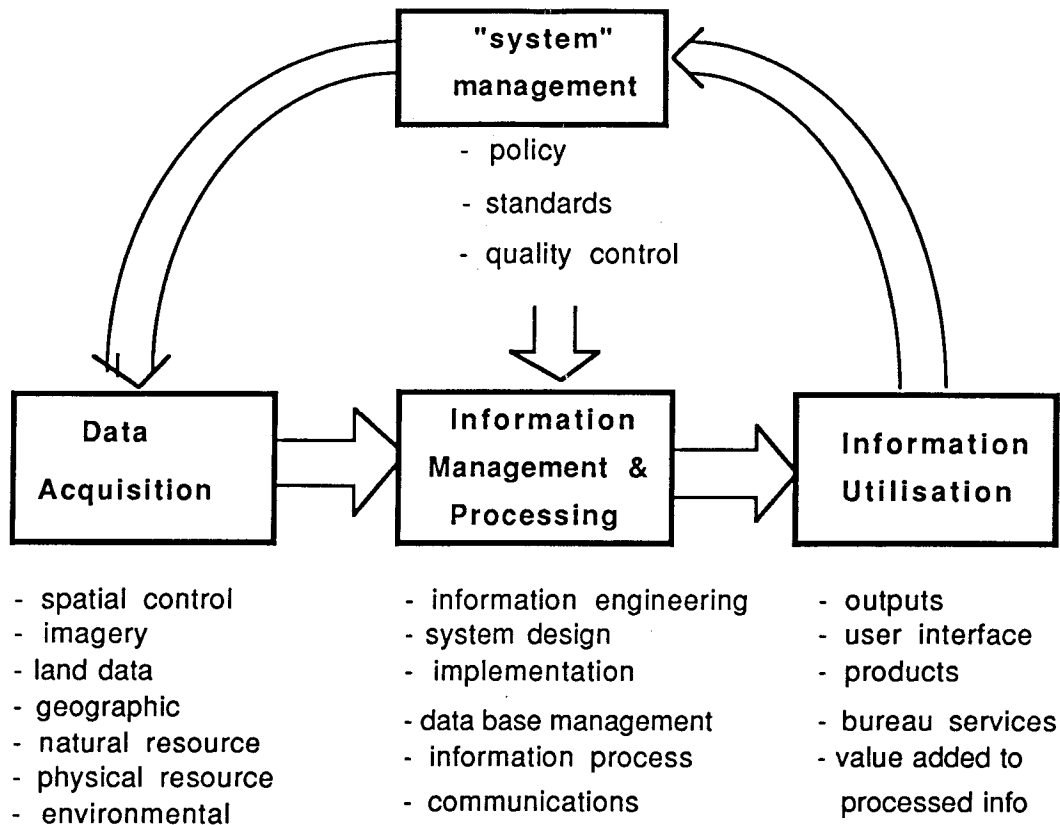 "system"
management
- policy
- standards
- quality control
Data
Acquisition
Information
Management &
Processing
Information
Utilisation
- spatial control
- imagery
- land data
- geographic
- natural resource
- physical resource
- environmental
- information engineering
- system design
- implementation
- data base management
- information process
- communications
- outputs
- user interface
- products
- bureau services
- value added to
processed info